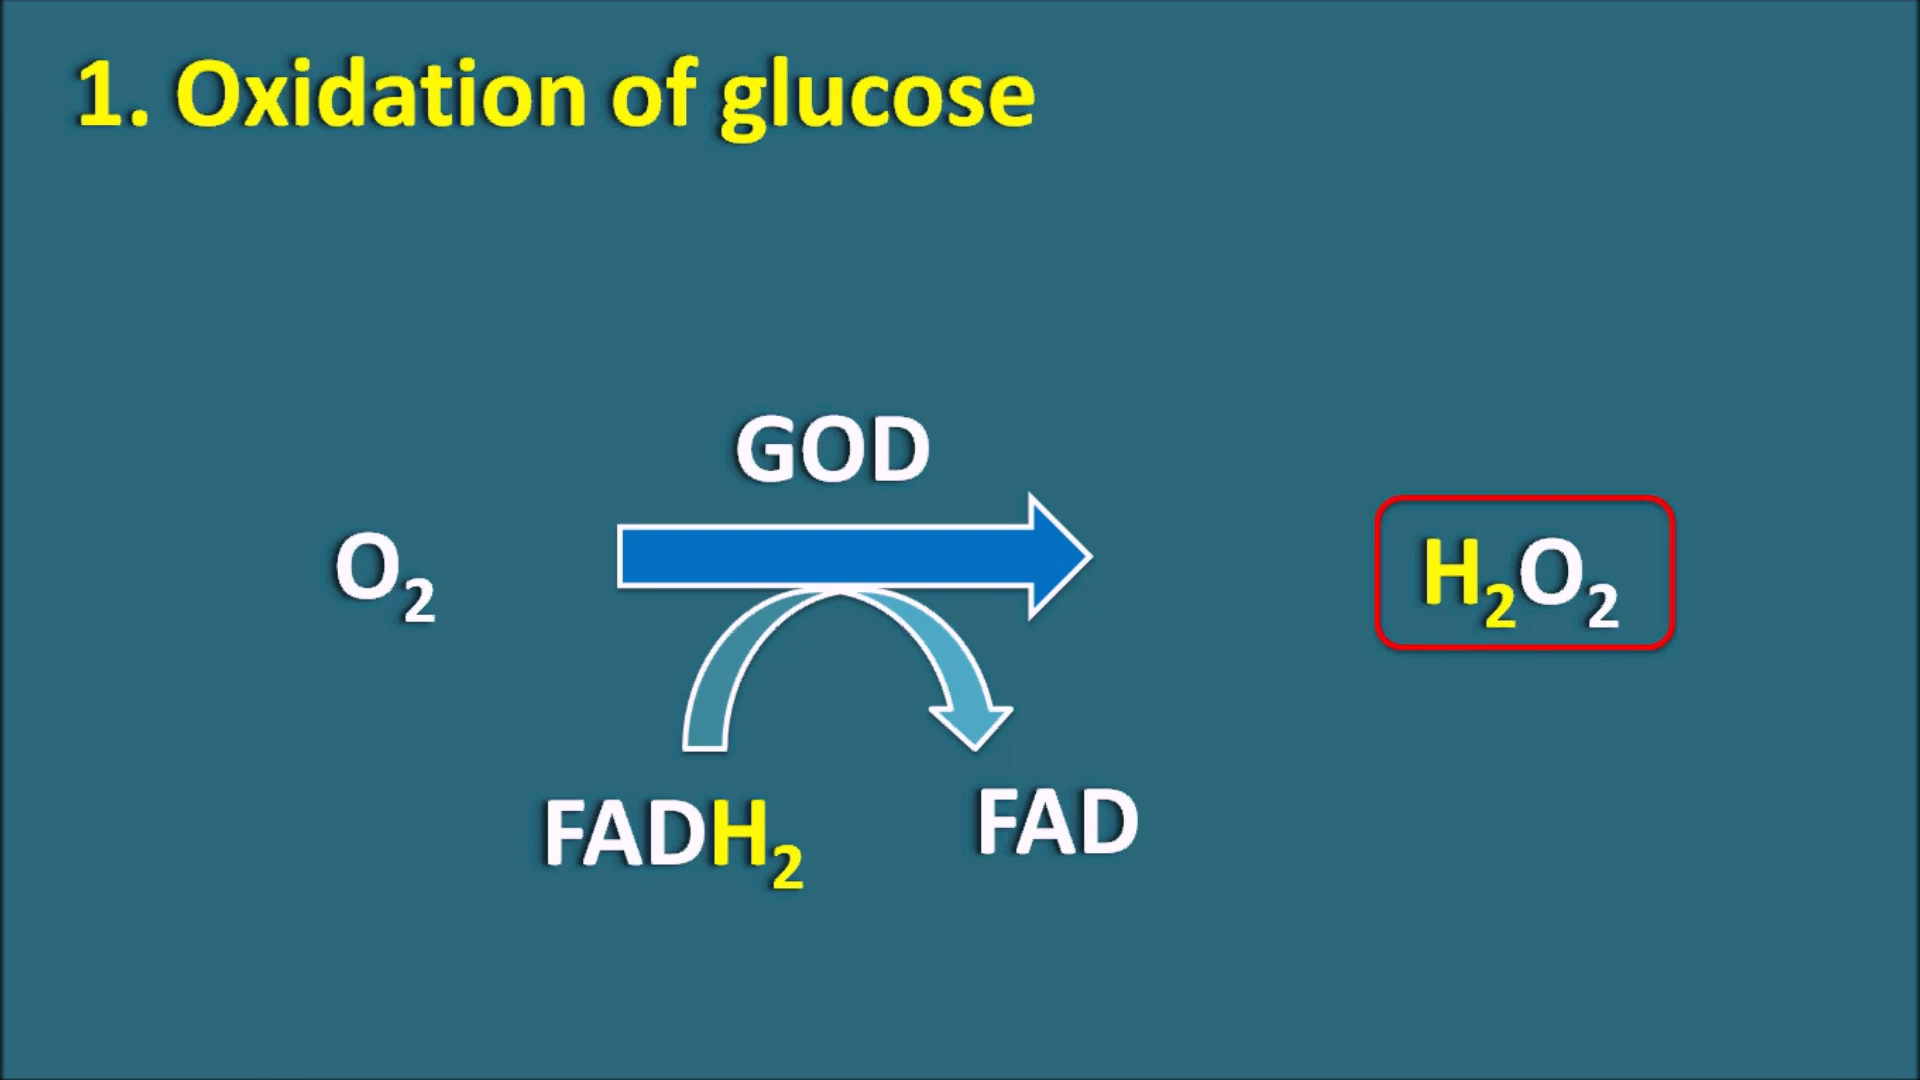 1. Oxidation of glucose
GOD
O₂
H₂O₂
FADH₂
FAD